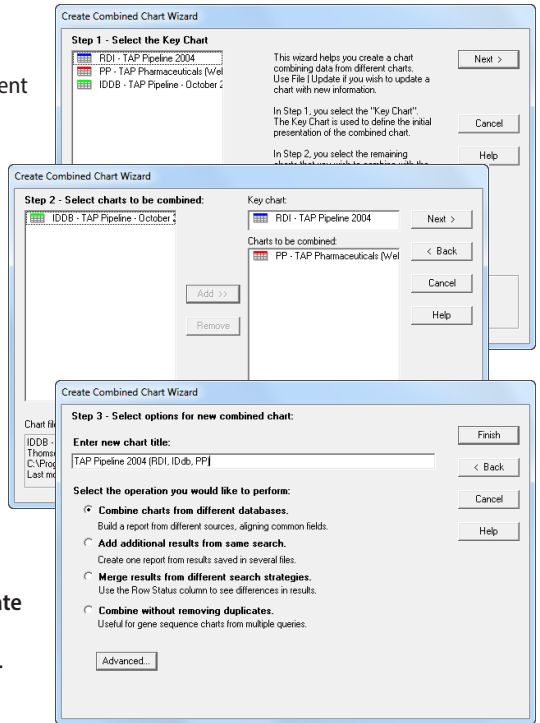 Create Combined Chart Wizard
Step 1 - Select the Key Chart
RDI - TAP Pipeline 2004
PP - TAP Pharmaceuticals (Wel
IDDB - TAP Pipeline - October 2
This wizard helps you create a chart
combining data from different charts.
Use File | Update if you wish to update a
chart with new information.
In Step 1, you select the "Key Chart".
The Key Chart is used to define the initial
presentation of the combined chart.
In Step 2, you select the remaining
Next >
Cancel
Help
ent
Create Combined Chart Wizard
Step 2 - Select charts to be combined:
IDDB - TAP Pipeline - October 2
Key chart:
RDI - TAP Pipeline 2004
Charts to be combined:
PP - TAP Pharmaceuticals (Wel
Add >>
Remove
Next >
< Back
Cancel
Help
Chart file
IDDB -
Thoms
C:\Prog
Last mo
Create Combined Chart Wizard
Step 3 - Select options for new combined chart:
Enter new chart title:
TAP Pipeline 2004 (RDI, IDdb, PP)
Select the operation you would like to perform:
Combine charts from different databases.
Build a report from different sources, aligning common fields.
Add additional results from same search.
Create one report from results saved in several files.
Merge results from different search strategies.
Use the Row Status column to see differences in results.
Combine without removing duplicates.
Useful for gene sequence charts from multiple queries.
Advanced...
Finish
< Back
Cancel
Help
ate
.